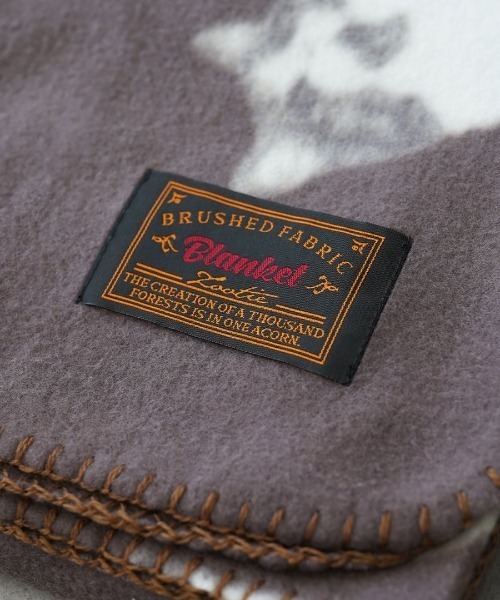 BRUSHED FABRIC
Blanket
Zootie
THE CREATION OF A THOUSAND
FORESTS IS IN ONE ACORN.